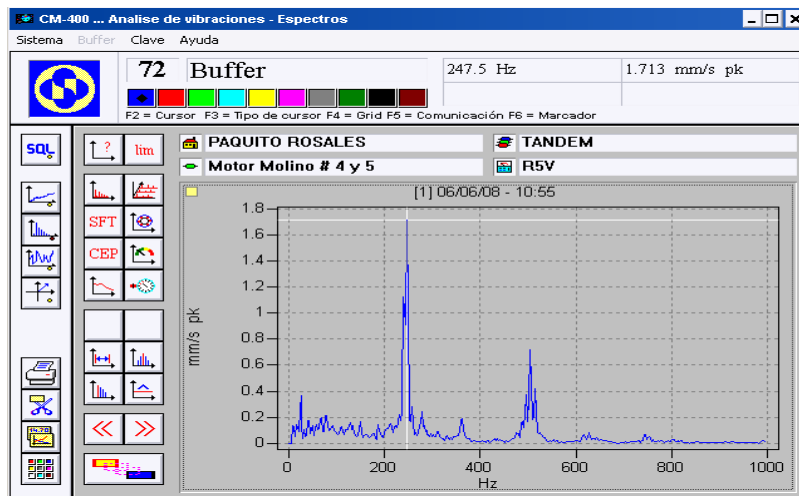 CM-400 ... Analise de vibraciones - Espectros
Sistema Buffer Clave Ayuda
72 Buffer
247.5 Hz
1.713 mm/s pk
F2 = Cursor F3 = Tipo de cursor F4 = Grid F5 = Comunicación F6 = Marcador
SQL
?
lim
PAQUITO ROSALES
TANDEM
Motor Molino # 4 y 5
R5V
[1] 06/06/08 - 10:55
SFT
CEP
14.70
mm/s pk
1.8
1.6
1.4
1.2
1
0.8
0.6
0.4
0.2
0
0 200 400 600 800 1000
Hz